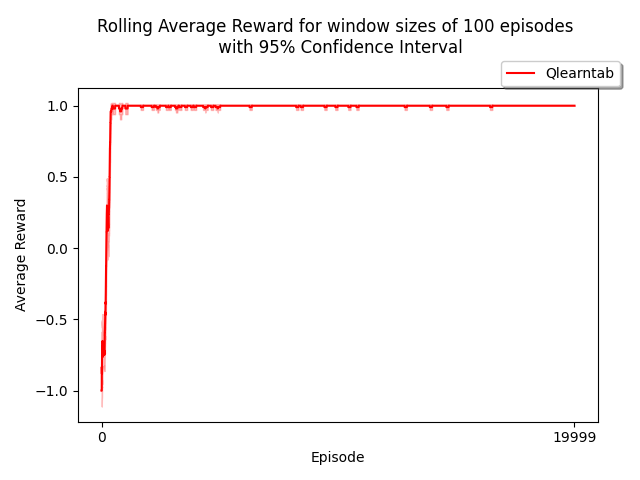 Rolling Average Reward for window sizes of 100 episodes
with 95% Confidence Interval
Qlearntab
1.0
0.5
0.0
−0.5
−1.0
Average Reward
0
19999
Episode